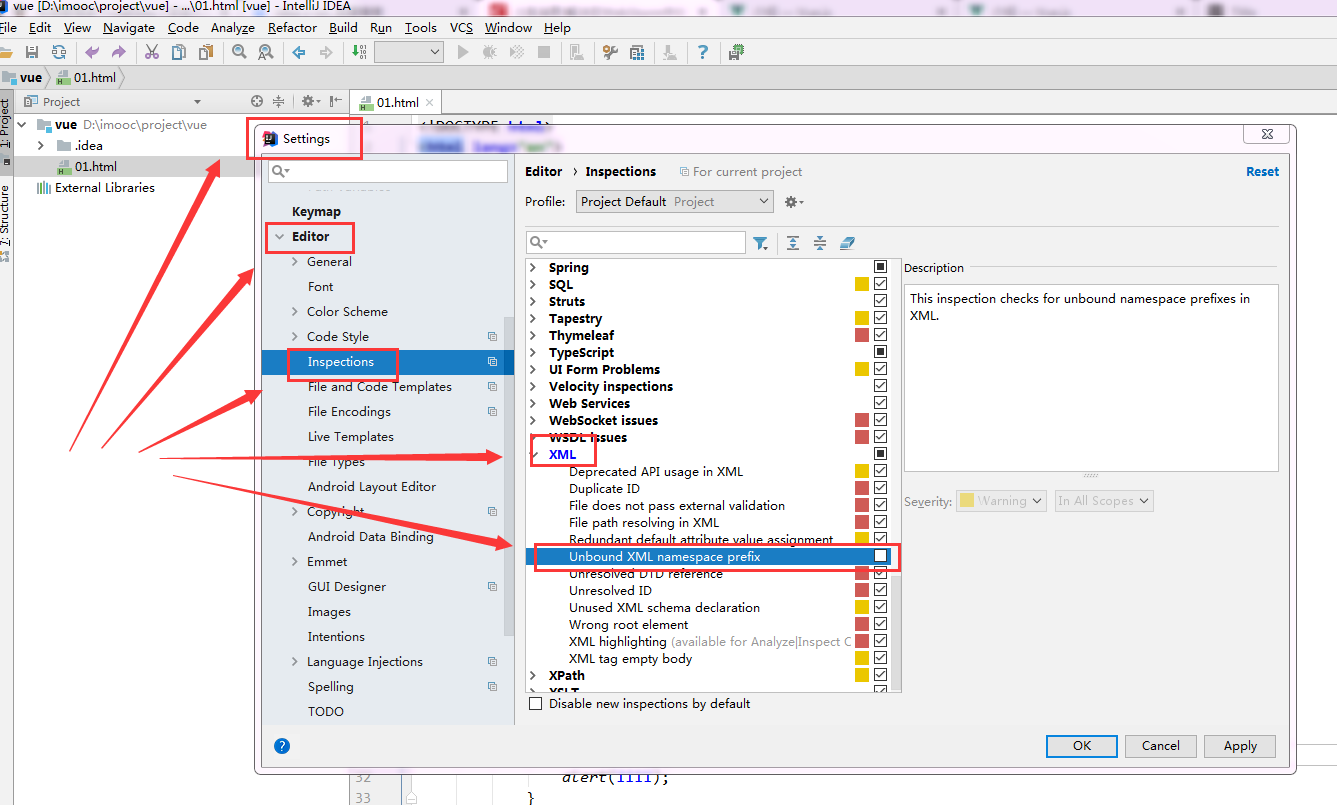 vue [D:\imooc\project\vue] - ...\01.html [vue] - IntelliJ IDEA
File Edit View Navigate Code Analyze Refactor Build Run Tools VCS Window Help
vue 01.html
Project
01.html
1: Project
7: Structure
vue D:\imooc\project\vue
.idea
01.html
External Libraries
Settings
Keymap
Editor
General
Font
Color Scheme
Code Style
Inspections
File and Code Templates
File Encodings
Live Templates
File Types
Android Layout Editor
Copyright
Android Data Binding
Emmet
GUI Designer
Images
Intentions
Language Injections
Spelling
TODO
Editor › Inspections For current project
Reset
Profile: Project Default Project
Spring
SQL
Struts
Tapestry
Thymeleaf
TypeScript
UI Form Problems
Velocity inspections
Web Services
WebSocket issues
WSDL issues
XML
Deprecated API usage in XML
Duplicate ID
File does not pass external validation
File path resolving in XML
Redundant default attribute value assignment
Unbound XML namespace prefix
Unresolved DTD reference
Unresolved ID
Unused XML schema declaration
Wrong root element
XML highlighting (available for Analyze|Inspect C
XML tag empty body
XPath
XSLT
Disable new inspections by default
Description
This inspection checks for unbound namespace prefixes in
XML.
Severity: Warning In All Scopes
OK Cancel Apply
32 alert(1111);
33 }